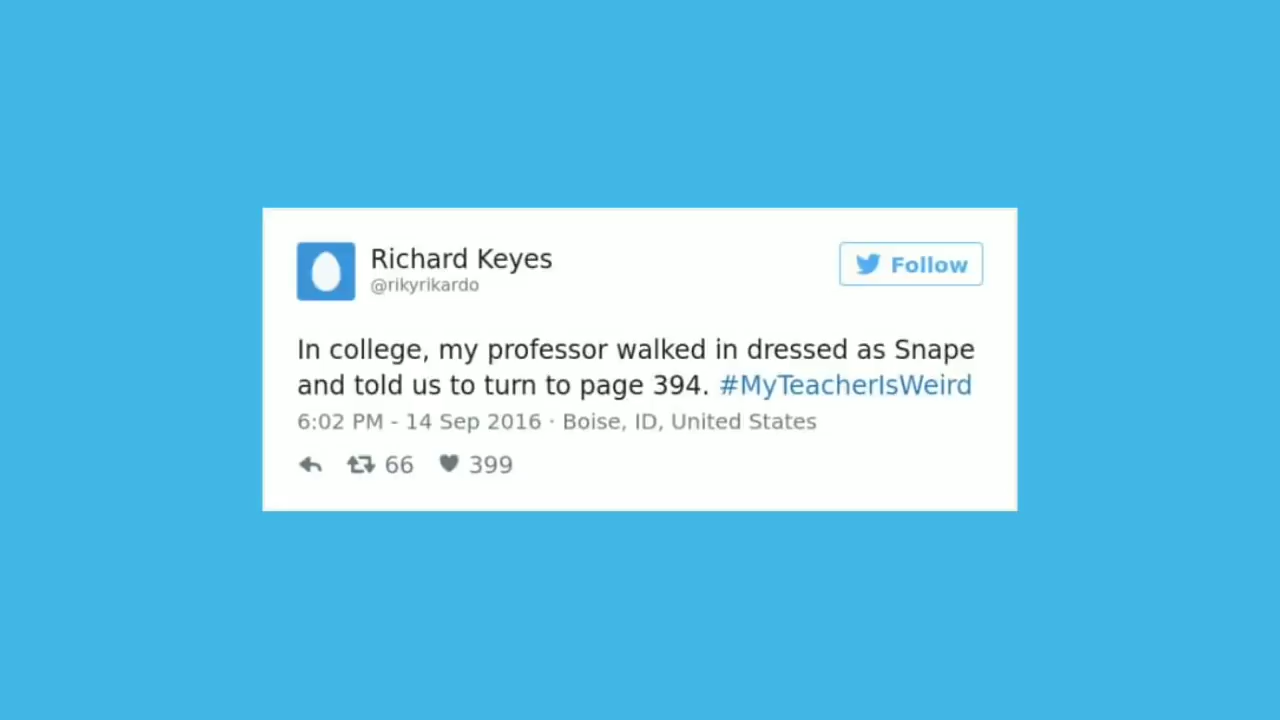 Richard Keyes
@rikyrikardo
Follow
In college, my professor walked in dressed as Snape
and told us to turn to page 394. #MyTeacherIsWeird
6:02 PM - 14 Sep 2016 · Boise, ID, United States
66 399